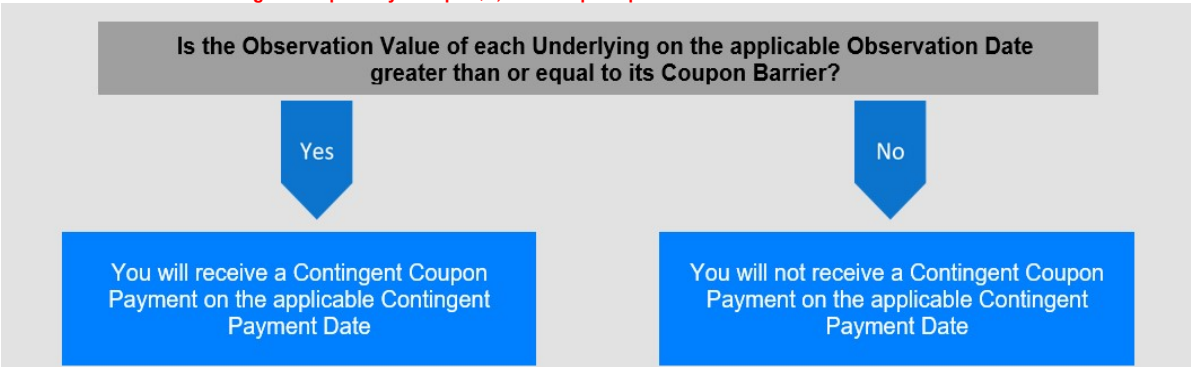 Is the Observation Value of each Underlying on the applicable Observation Date
greater than or equal to its Coupon Barrier?
Yes
No
You will receive a Contingent Coupon
Payment on the applicable Contingent
Payment Date
You will not receive a Contingent Coupon
Payment on the applicable Contingent
Payment Date